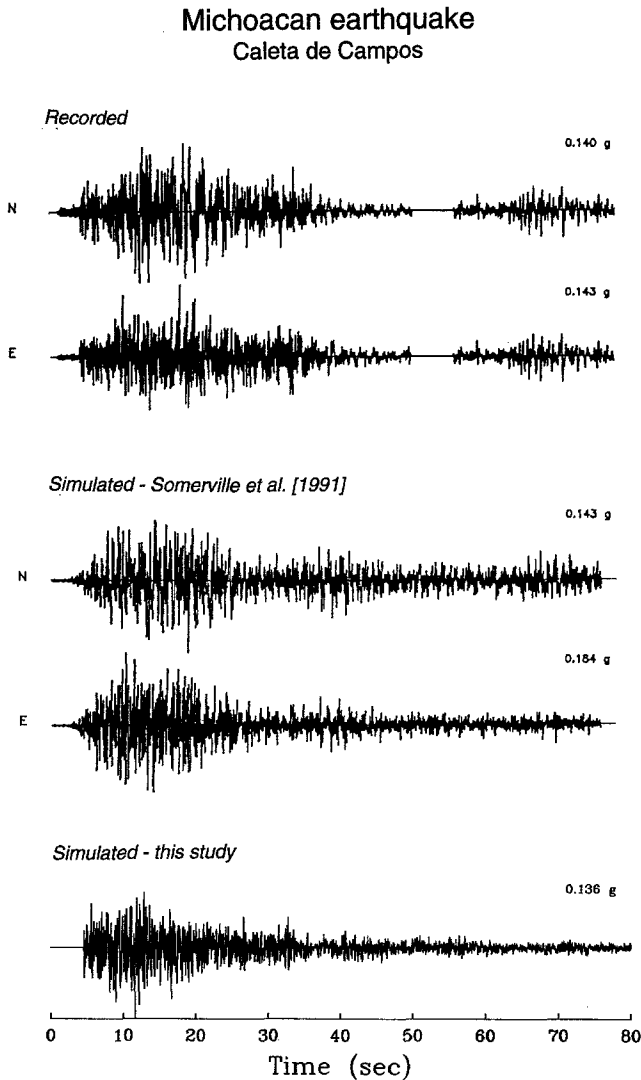 Michoacan earthquake
Caleta de Campos
Recorded
0.140 g
N
0.143 g
E
Simulated - Somerville et al. [1991]
0.143 g
N
0.184 g
E
Simulated - this study
0.136 g
0 10 20 30 40 50 60 70 80
Time (sec)